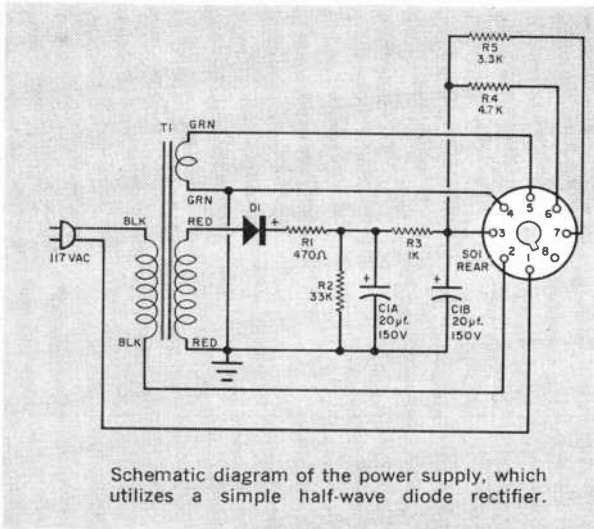 R5
3.3K
R4
4.7K
T1
GRN
GRN
BLK
RED
D1
+
R1
470Ω
R3
1K
117 VAC
R2
33K
+
C1A
20µf.
150V
+
C1B
20µf.
150V
BLK
RED
4
5
6
3
7
2
1
8
SO1
REAR
Schematic diagram of the power supply, which
utilizes a simple half-wave diode rectifier.